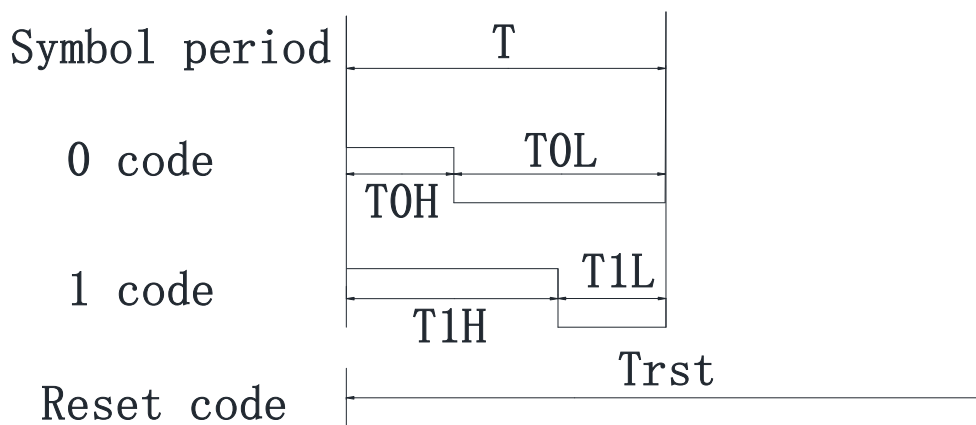 Symbol period
T
0 code
T0L
T0H
1 code
T1L
T1H
Trst
Reset code